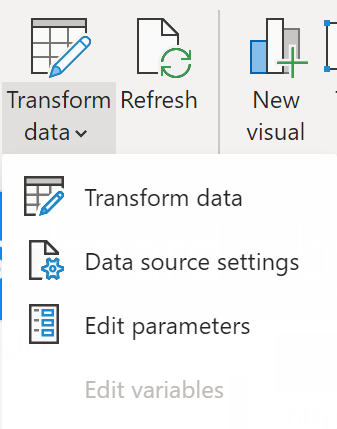 Transform Refresh New
data visual
Transform data
Data source settings
Edit parameters
Edit variables